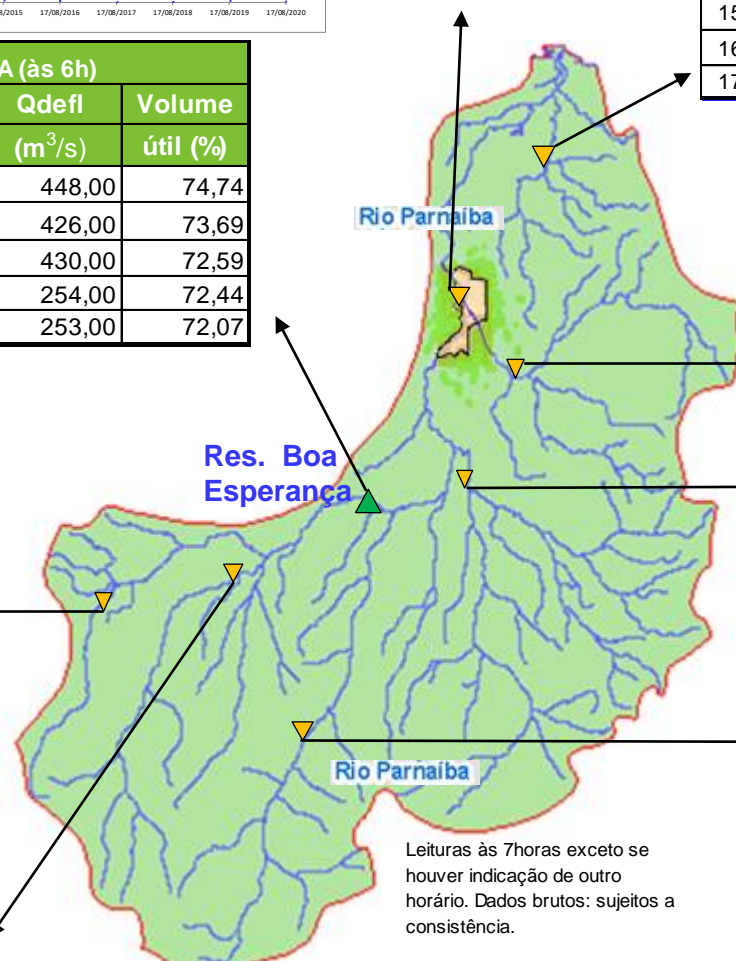 17/08/2016 17/08/2017 17/08/2018 17/08/2019 17/08/2020
A (às 6h)
Qdefl Volume
(m³/s) útil (%)
448,00 74,74
426,00 73,69
430,00 72,59
254,00 72,44
253,00 72,07
15
16
17
Rio Parnaíba
Res. Boa
Esperança
Rio Parnaíba
Leituras às 7horas exceto se
houver indicação de outro
horário. Dados brutos: sujeitos a
consistência.